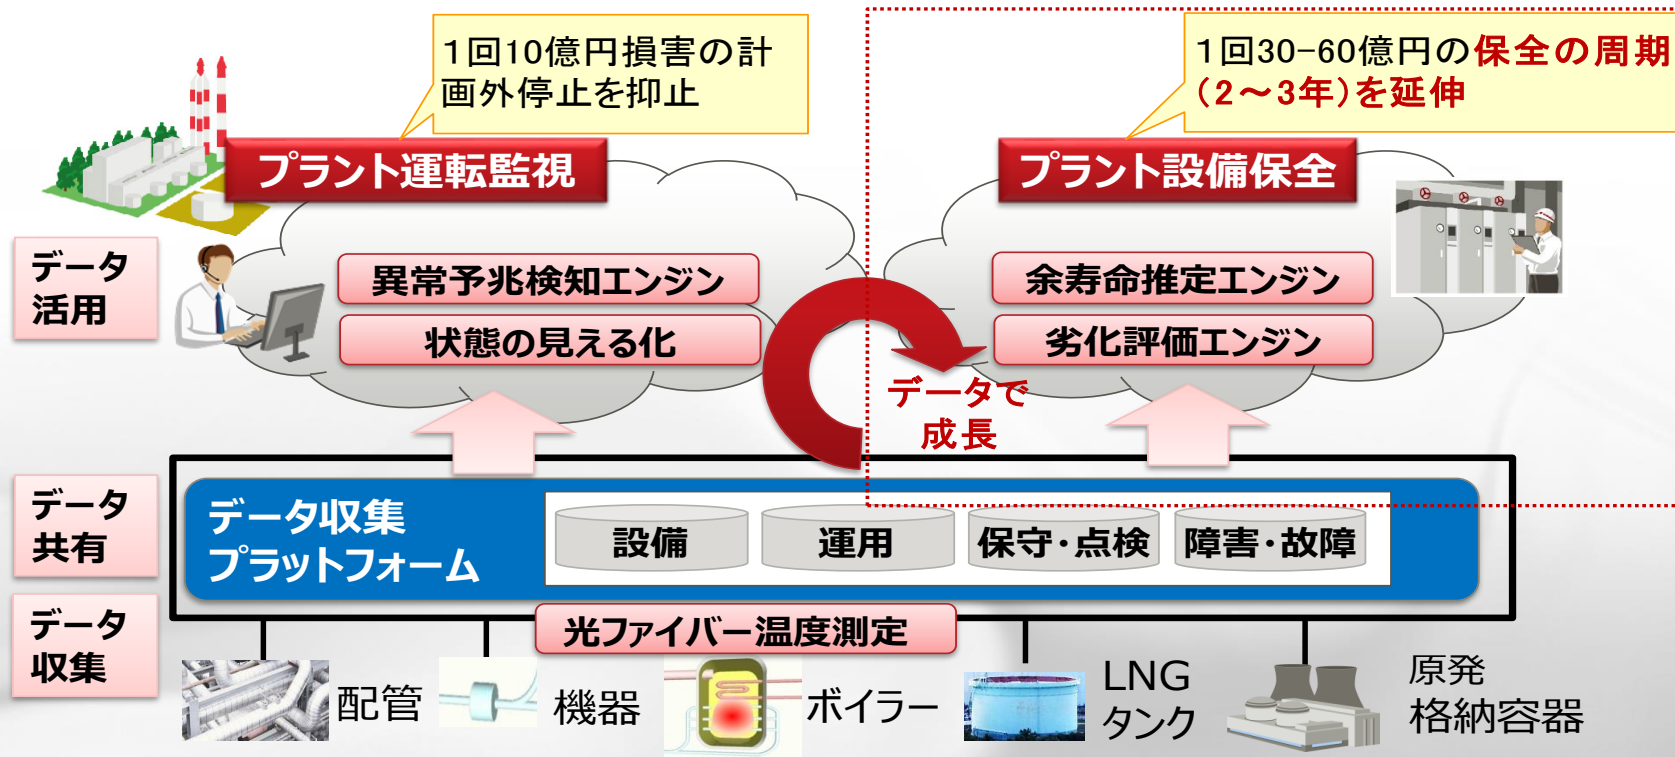 1回10億円損害の計
画外停止を抑止
1回30-60億円の保全の周期
(2~3年)を延伸
プラント運転監視
プラント設備保全
データ
活用
異常予兆検知エンジン
状態の見える化
余寿命推定エンジン
劣化評価エンジン
データで
成長
データ
共有
データ収集
プラットフォーム
設備
運用
保守・点検
障害・故障
データ
収集
光ファイバー温度測定
配管
機器
ボイラー
LNG
タンク
原発
格納容器